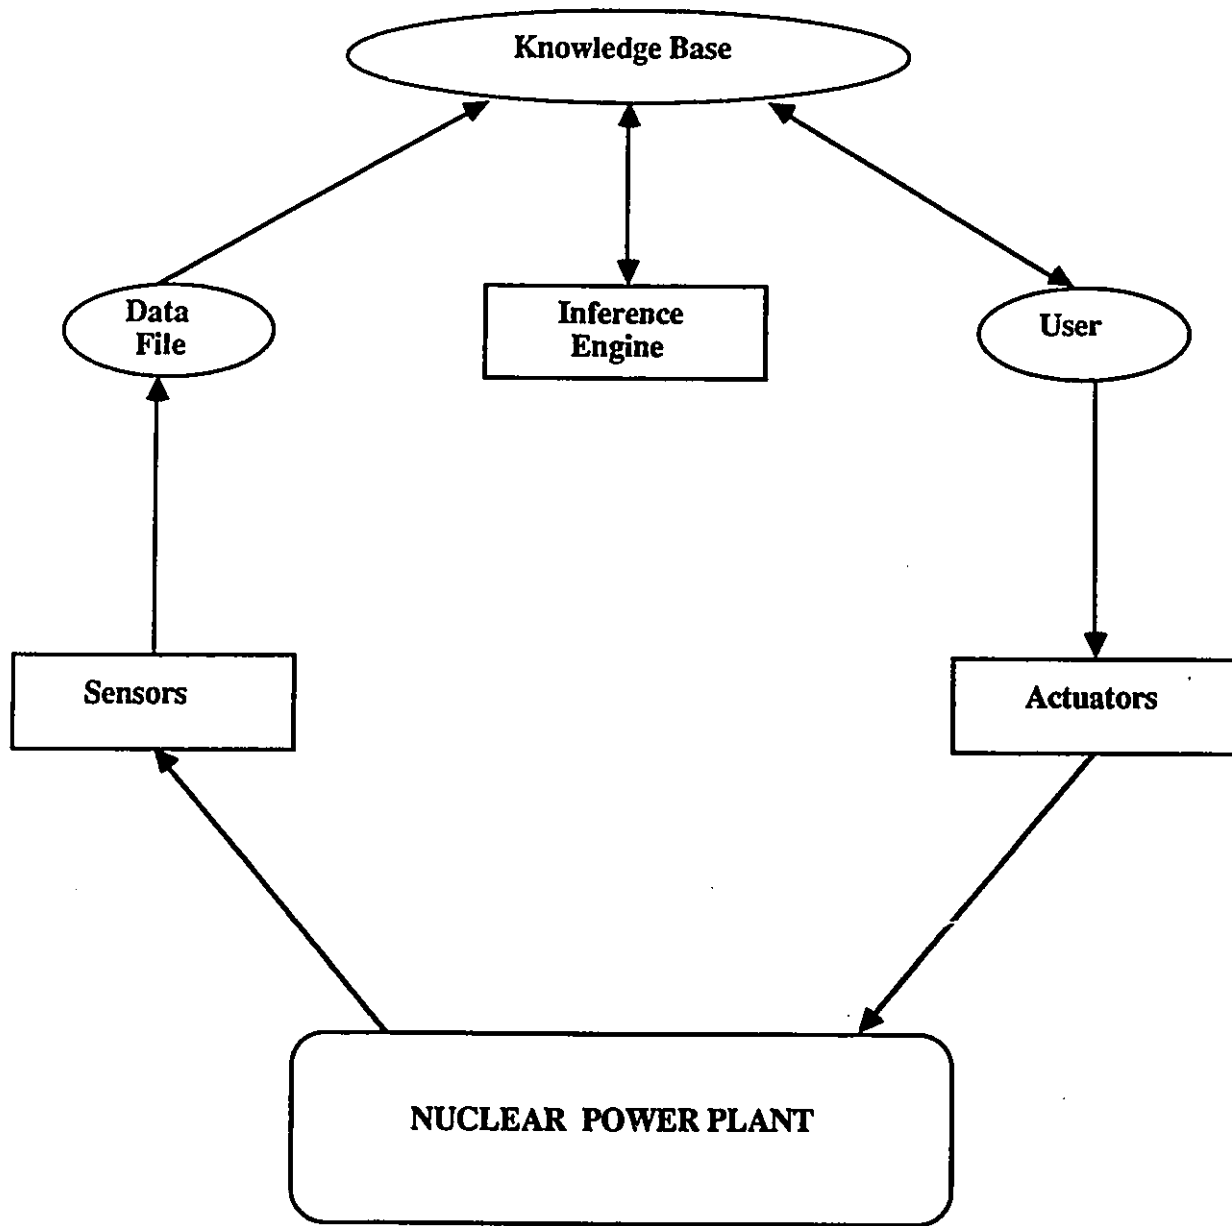 Knowledge Base
Data
File
Inference
Engine
User
Sensors
Actuators
NUCLEAR POWER PLANT